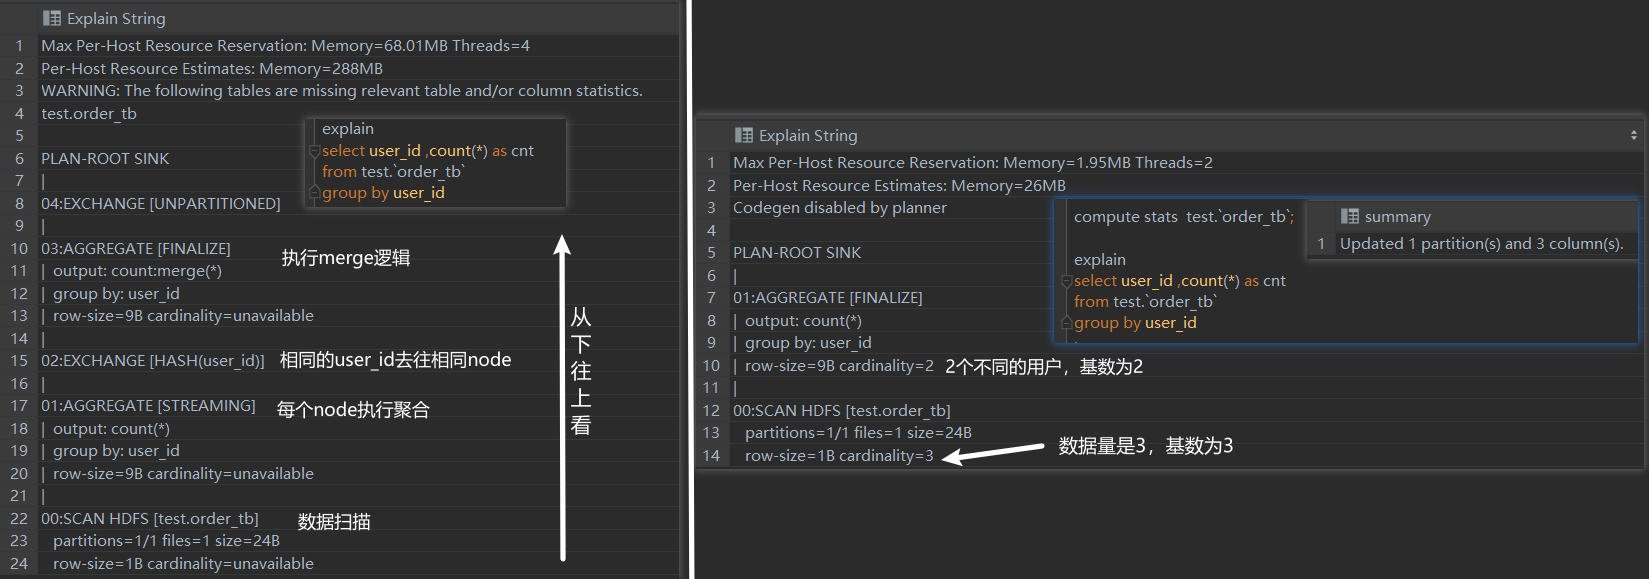 Explain String
1 Max Per-Host Resource Reservation: Memory=68.01MB Threads=4
2 Per-Host Resource Estimates: Memory=288MB
3 WARNING: The following tables are missing relevant table and/or column statistics.
4 test.order_tb
5
6 PLAN-ROOT SINK
7 |
8 04:EXCHANGE [UNPARTITIONED]
9 |
10 03:AGGREGATE [FINALIZE]
11 | output: count:merge(*)
12 | group by: user_id
13 | row-size=9B cardinality=unavailable
14 |
15 02:EXCHANGE [HASH(user_id)]
16 |
17 01:AGGREGATE [STREAMING]
18 | output: count(*)
19 | group by: user_id
20 | row-size=9B cardinality=unavailable
21 |
22 00:SCAN HDFS [test.order_tb]
23 partitions=1/1 files=1 size=24B
24 row-size=1B cardinality=unavailable
explain
select user_id ,count(*) as cnt
from test.`order_tb`
group by user_id
执行merge逻辑
相同的user_id去往相同node
每个node执行聚合
数据扫描
从
下
往
上
看
Explain String
1 Max Per-Host Resource Reservation: Memory=1.95MB Threads=2
2 Per-Host Resource Estimates: Memory=26MB
3 Codegen disabled by planner
4
5 PLAN-ROOT SINK
6 |
7 01:AGGREGATE [FINALIZE]
8 | output: count(*)
9 | group by: user_id
10 | row-size=9B cardinality=2
11 |
12 00:SCAN HDFS [test.order_tb]
13 partitions=1/1 files=1 size=24B
14 row-size=1B cardinality=3
compute stats test.`order_tb`;
explain
select user_id ,count(*) as cnt
from test.`order_tb`
group by user_id
summary
1 Updated 1 partition(s) and 3 column(s).
2个不同的用户，基数为2
数据量是3，基数为3